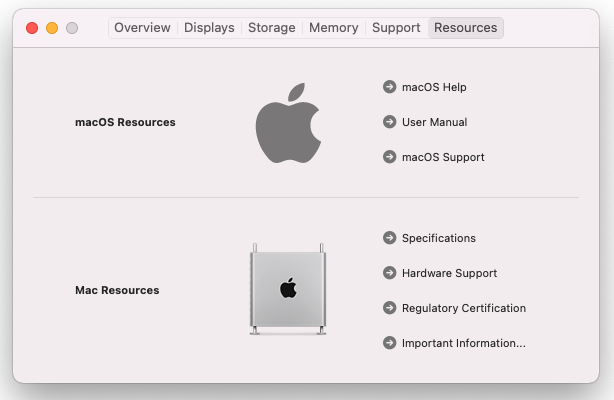 Overview Displays Storage Memory Support Resources
macOS Resources
macOS Help
User Manual
macOS Support
Mac Resources
Specifications
Hardware Support
Regulatory Certification
Important Information...